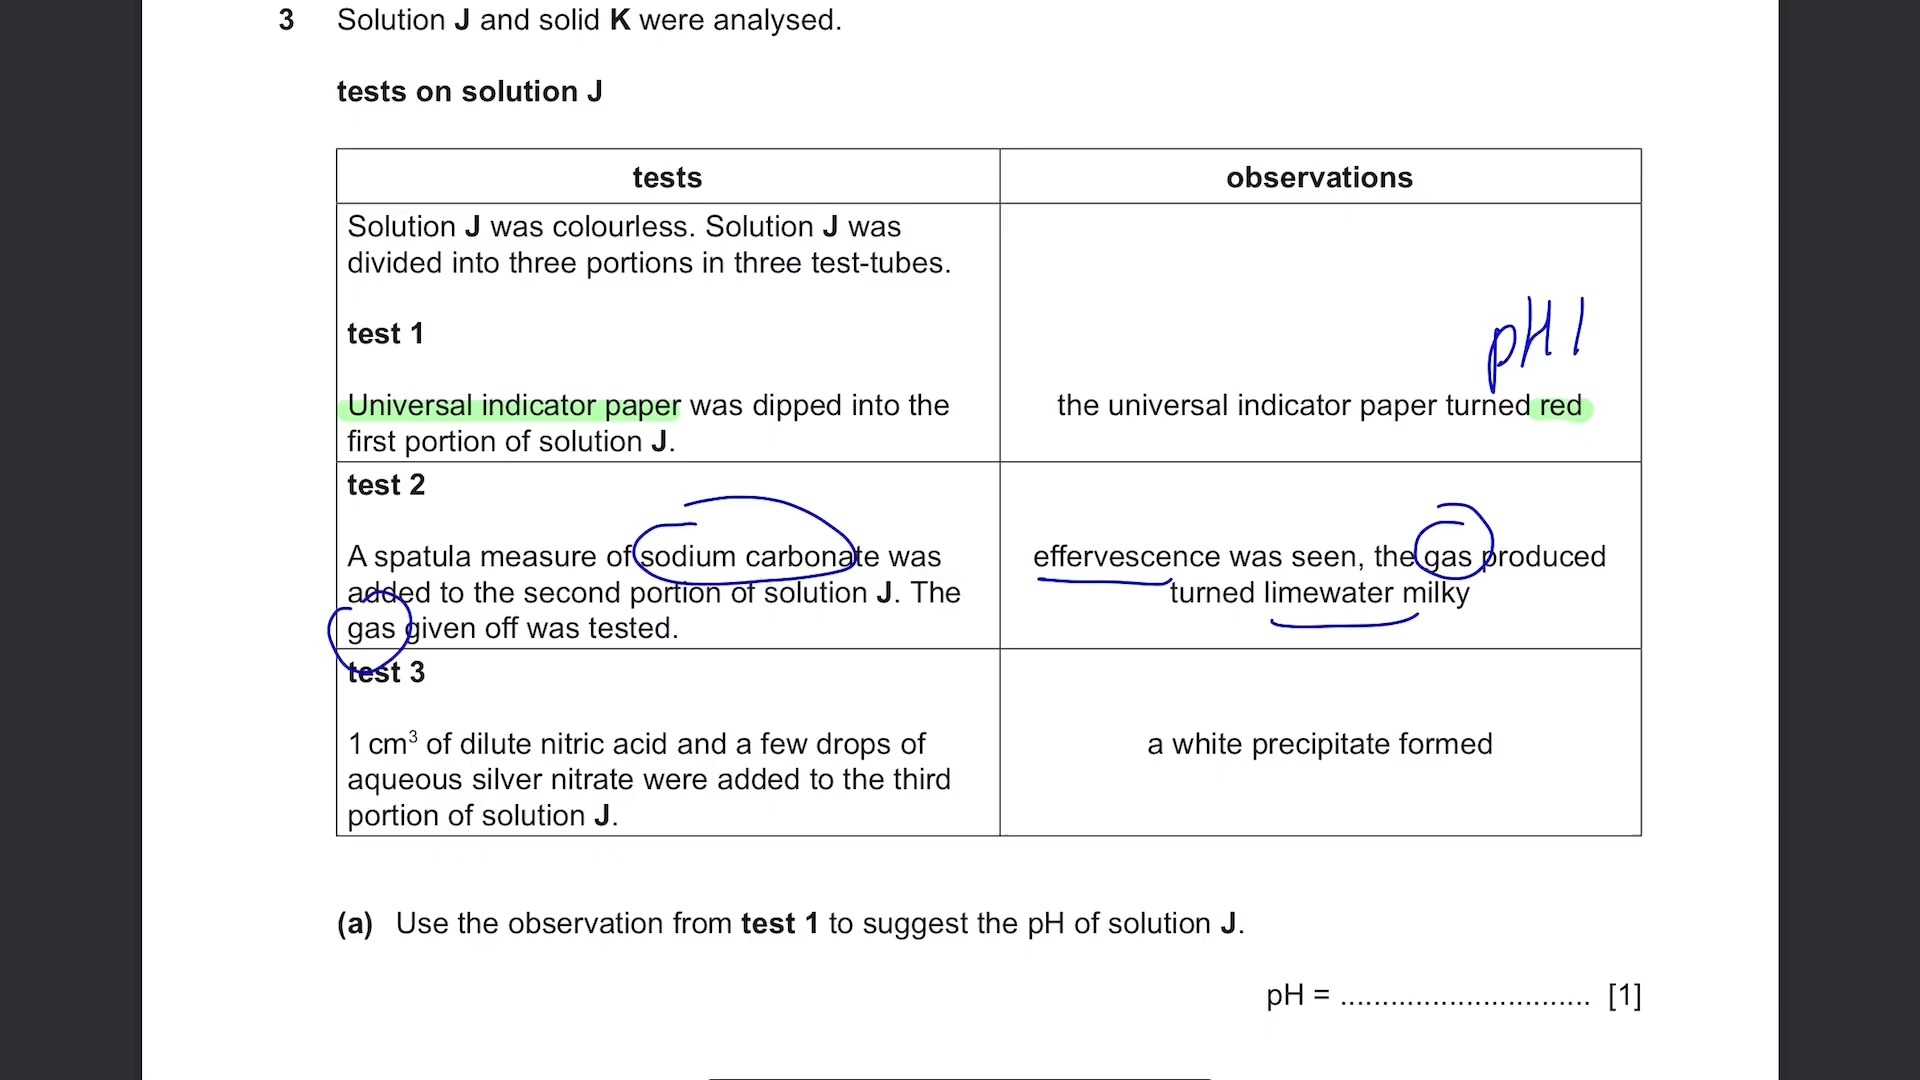 3 Solution J and solid K were analysed.
tests on solution J
tests
observations
Solution J was colourless. Solution J was
divided into three portions in three test-tubes.
test 1
pH 1
Universal indicator paper was dipped into the
first portion of solution J.
the universal indicator paper turned red
test 2
A spatula measure of sodium carbonate was
added to the second portion of solution J. The
gas given off was tested.
effervescence was seen, the gas produced
turned limewater milky
test 3
1 cm³ of dilute nitric acid and a few drops of
aqueous silver nitrate were added to the third
portion of solution J.
a white precipitate formed
(a) Use the observation from test 1 to suggest the pH of solution J.
pH = .............................. [1]